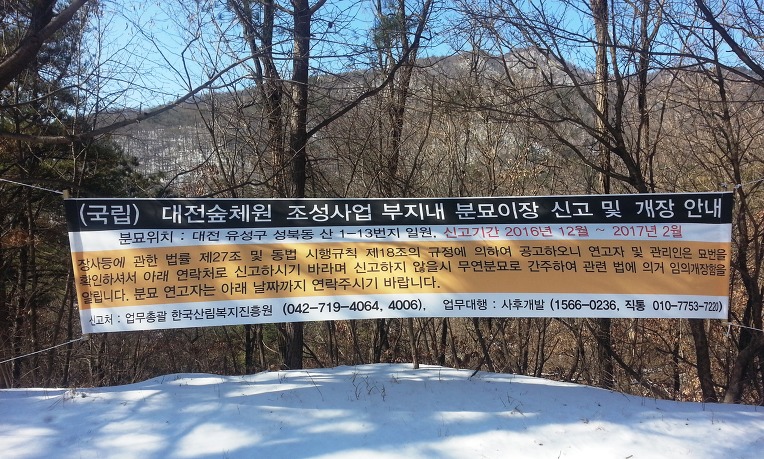 (국립) 대전숲체원 조성사업 부지내 분묘이장 신고 및 개장 안내
분묘위치 : 대전 유성구 성북동 산 1-13번지 일원, 신고기간 2016년 12월 ~ 2017년 2월
장사등에 관한 법률 제27조 및 동법 시행규칙 제18조의 규정에 의하여 공고하오니 연고자 및 관리인은 묘번을
확인하셔서 아래 연락처로 신고하시기 바라며 신고하지 않을시 무연분묘로 간주하여 관련 법에 의거 임의개장함을
알립니다. 분묘 연고자는 아래 날짜까지 연락주시기 바랍니다.
신고처 : 업무총괄 한국산림복지진흥원 (042-719-4064, 4006), 업무대행 : 사후개발 (1566-0236, 직통 010-7753-7220)